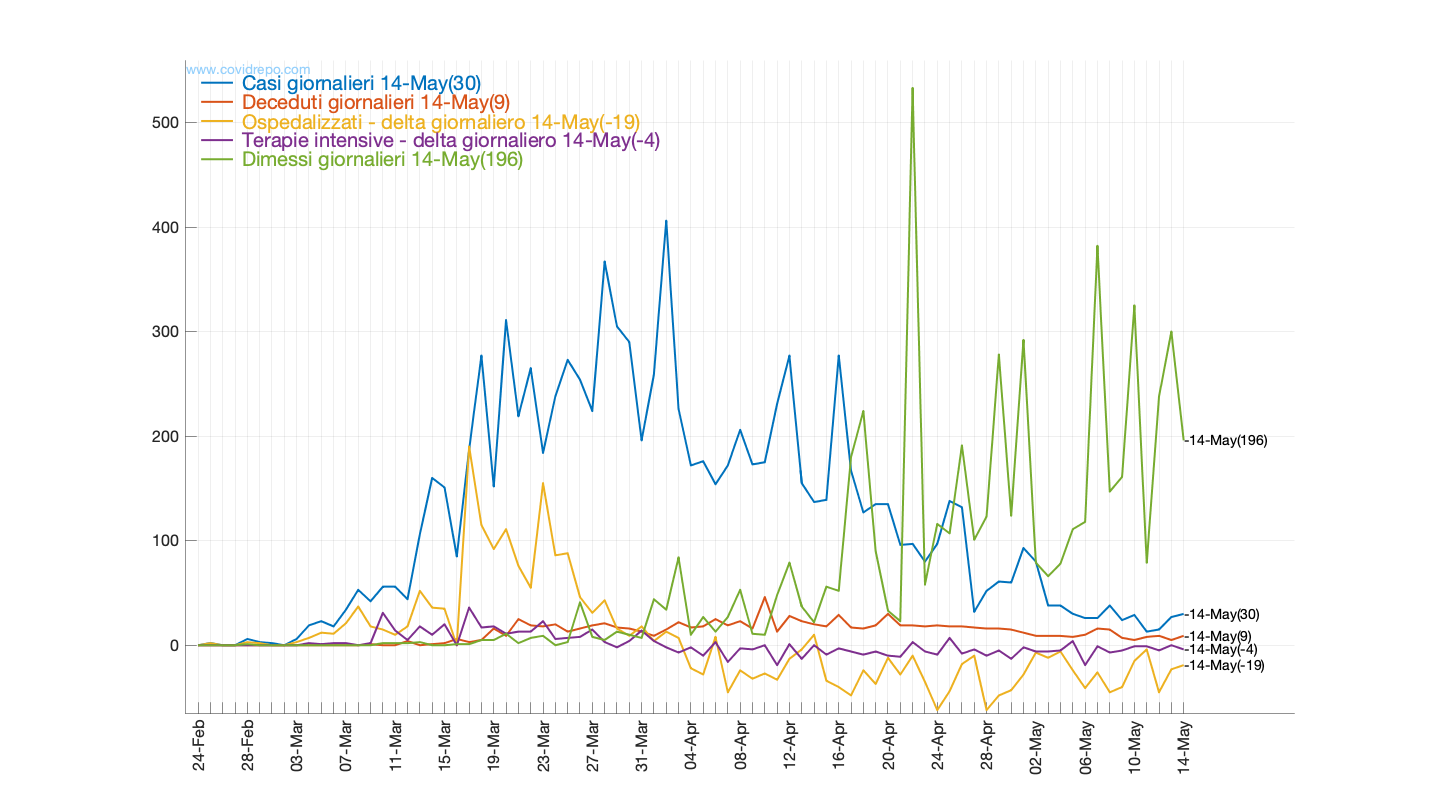 www.covidrepo.com
Casi giornalieri 14-May(30)
Deceduti giornalieri 14-May(9)
Ospedalizzati - delta giornaliero 14-May(-19)
Terapie intensive - delta giornaliero 14-May(-4)
Dimessi giornalieri 14-May(196)
500
400
300
200
100
0
-14-May(196)
-14-May(30)
-14-May(9)
-14-May(-4)
-14-May(-19)
24-Feb
28-Feb
03-Mar
07-Mar
11-Mar
15-Mar
19-Mar
23-Mar
27-Mar
31-Mar
04-Apr
08-Apr
12-Apr
16-Apr
20-Apr
24-Apr
28-Apr
02-May
06-May
10-May
14-May